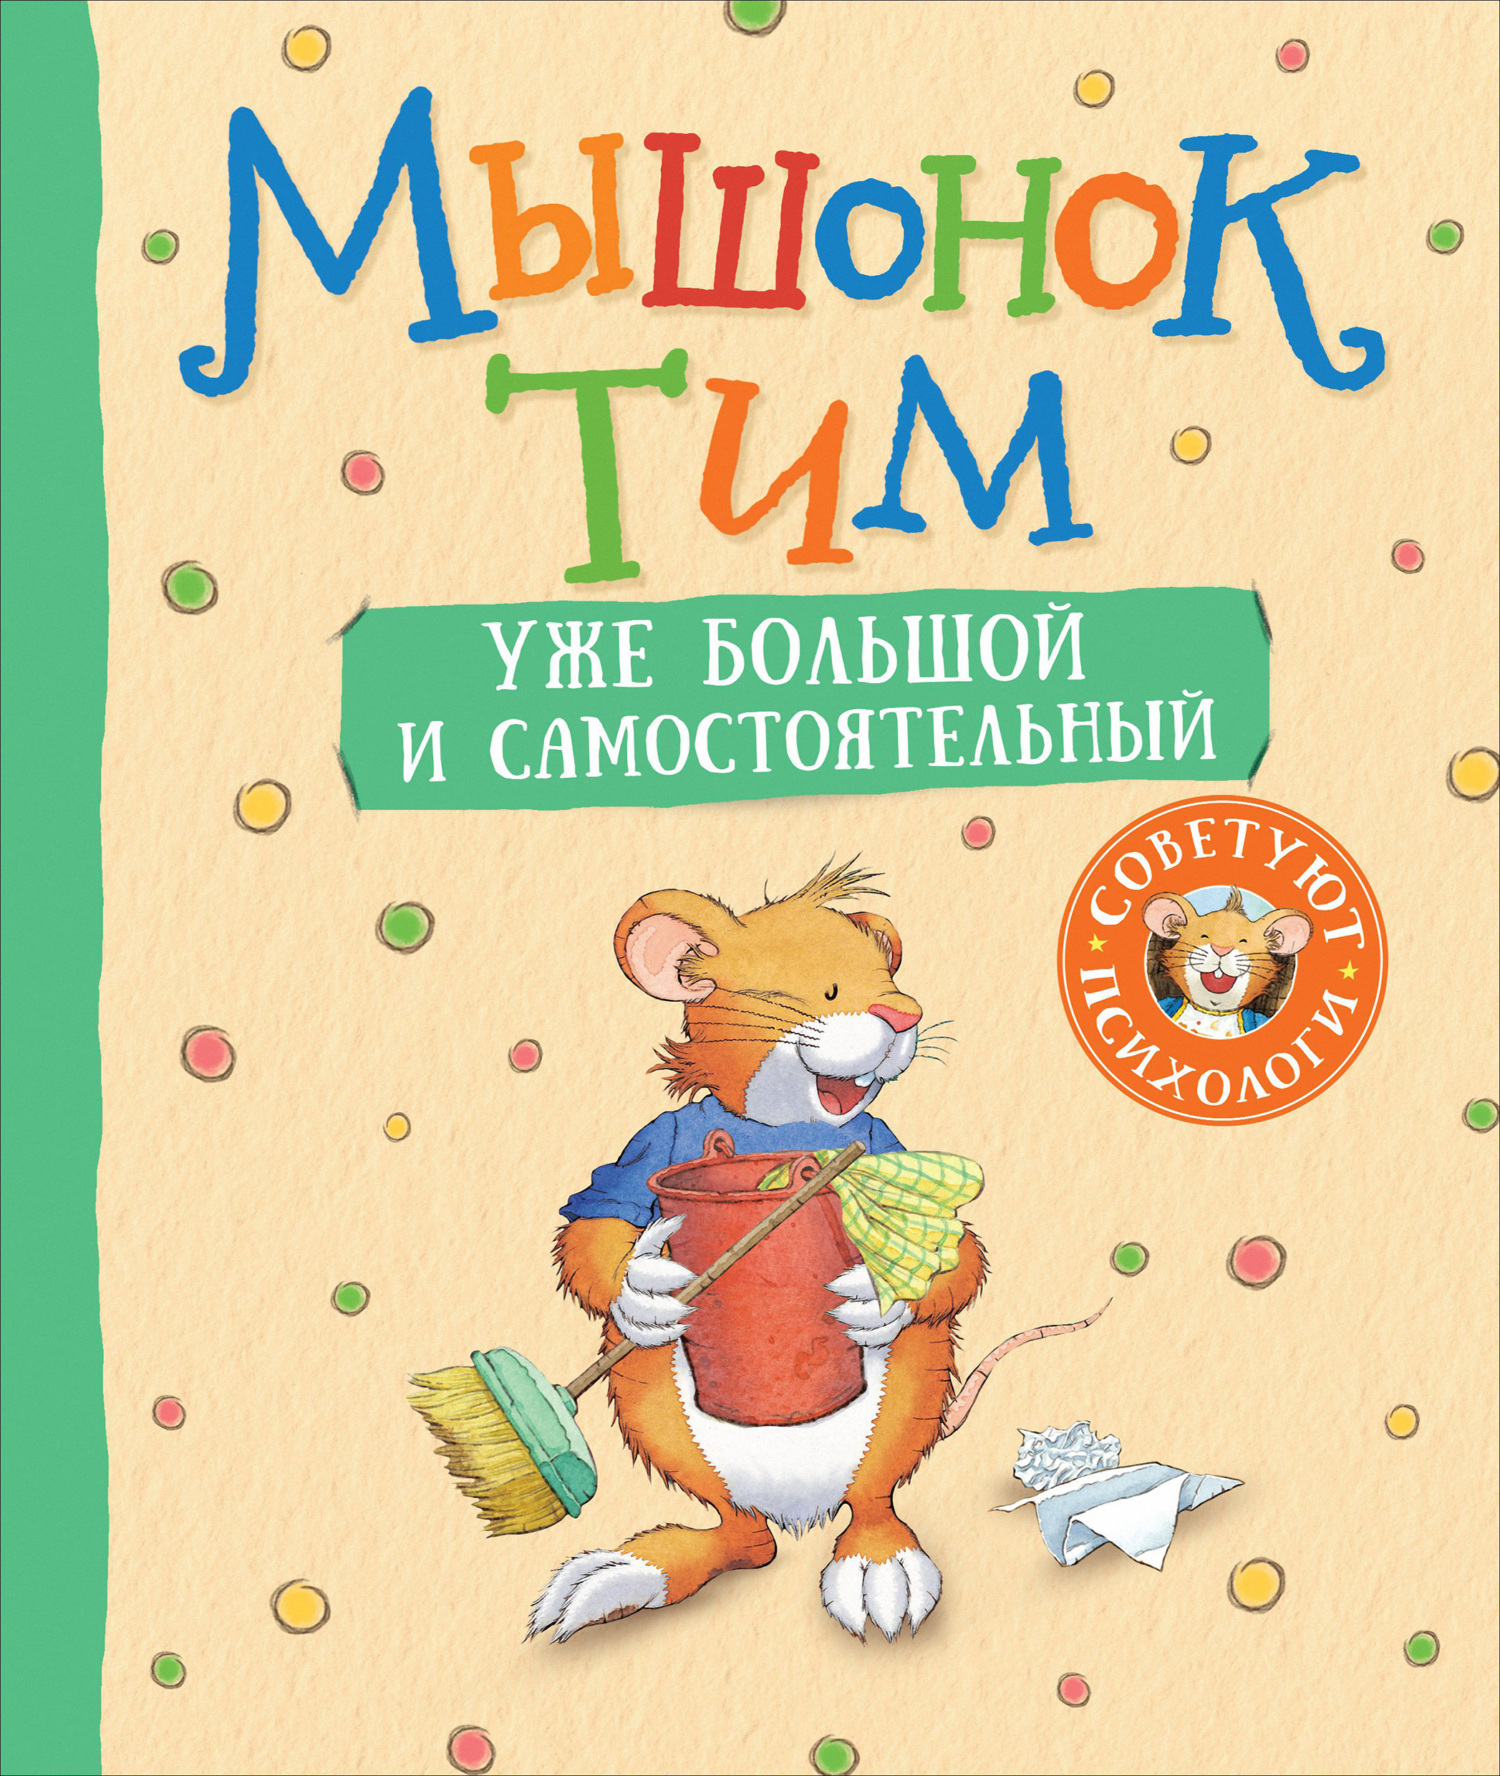 Мышонок
Тим
УЖЕ БОЛЬШОЙ
И САМОСТОЯТЕЛЬНЫЙ
СОВЕТУЮТ
ПСИХОЛОГИ